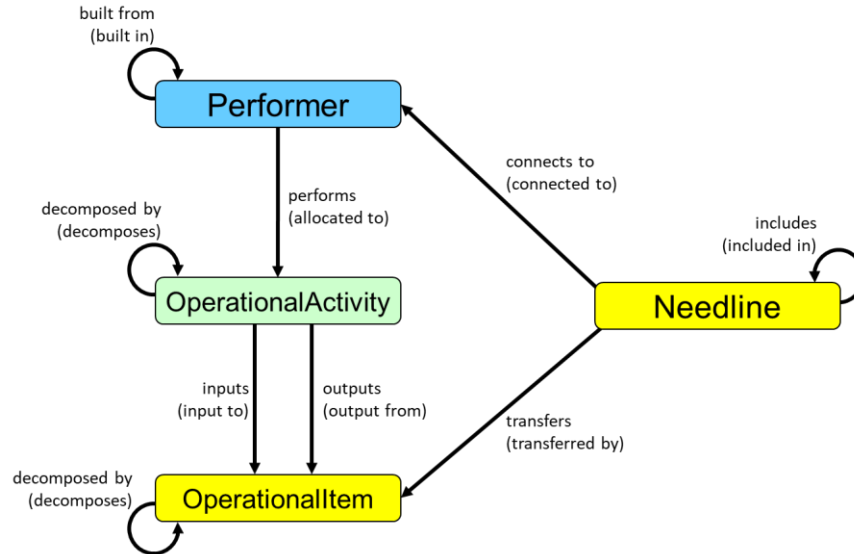 built from
(built in)
Performer
connects to
(connected to)
performs
(allocated to)
decomposed by
(decomposes)
includes
(included in)
OperationalActivity
Needline
inputs
(input to)
outputs
(output from)
transfers
(transferred by)
decomposed by
(decomposes)
OperationalItem